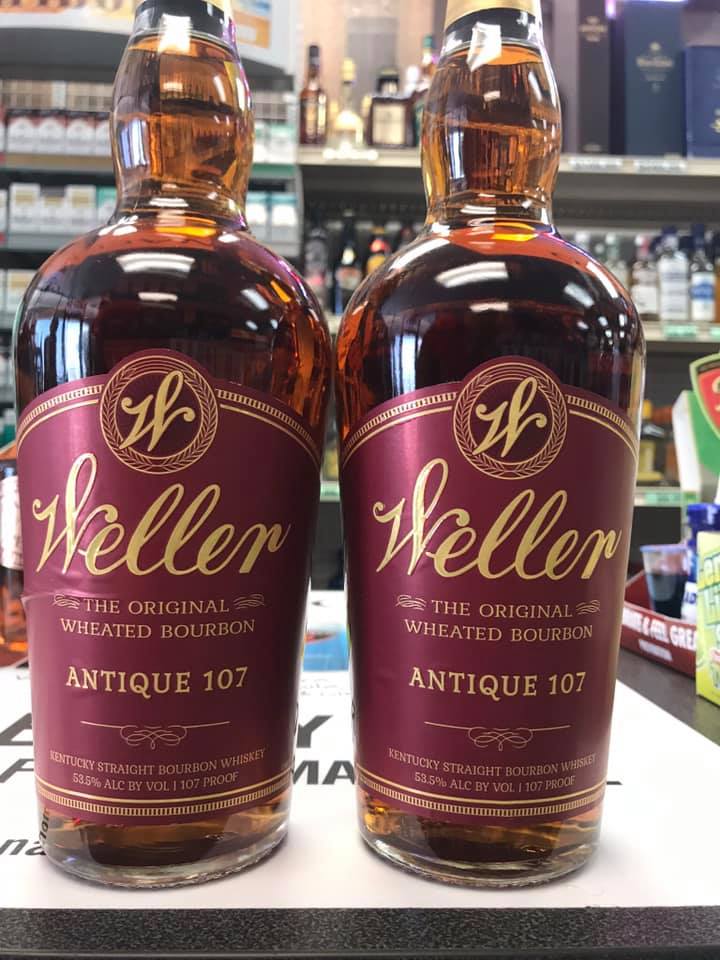 W
Weller
THE ORIGINAL
WHEATED BOURBON
ANTIQUE 107
KENTUCKY STRAIGHT BOURBON WHISKEY
53.5% ALC BY VOL | 107 PROOF
W
Weller
THE ORIGINAL
WHEATED BOURBON
ANTIQUE 107
KENTUCKY STRAIGHT BOURBON WHISKEY
53.5% ALC BY VOL | 107 PROOF
& FEEL